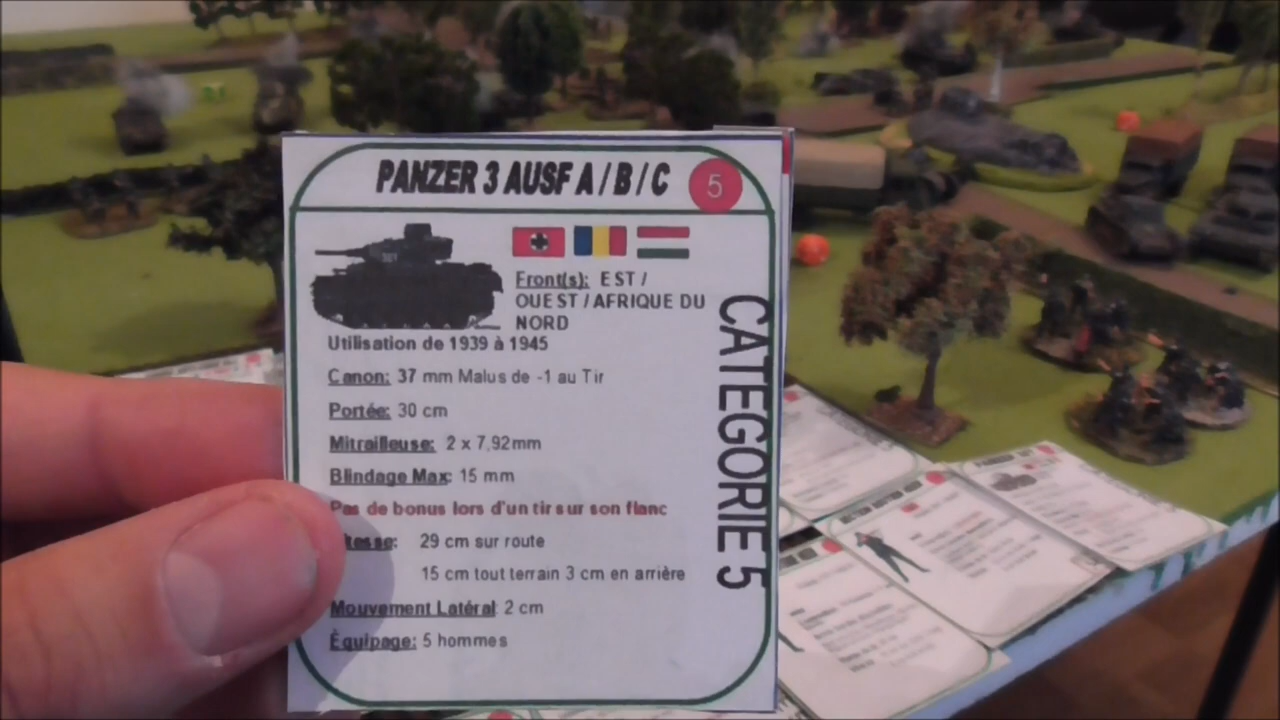 PANZER 3 AUSF A / B / C
5
Front(s): EST /
OUEST / AFRIQUE DU
NORD
Utilisation de 1939 à 1945
Canon: 37 mm Malus de -1 au Tir
Portée: 30 cm
Mitrailleuse: 2 x 7,92mm
Blindage Max: 15 mm
Pas de bonus lors d'un tir sur son flanc
29 cm sur route
15 cm tout terrain 3 cm en arrière
Mouvement Latéral: 2 cm
Équipage: 5 hommes
CATEGORIE 5